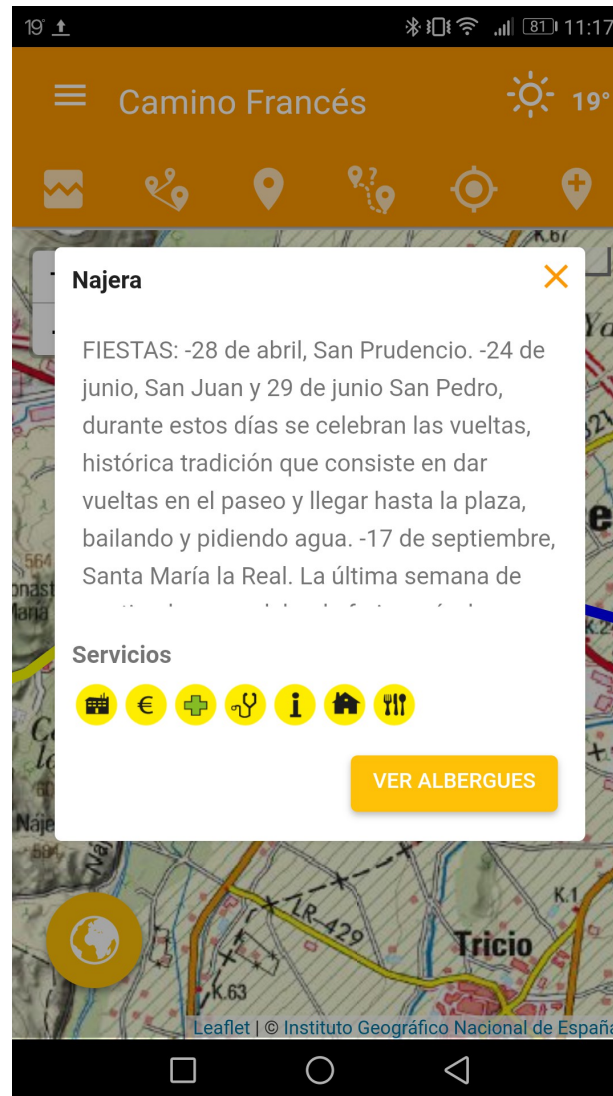 19°
81 11:17
Camino Francés
19°
K.67
Najera
FIESTAS: -28 de abril, San Prudencio. -24 de
junio, San Juan y 29 de junio San Pedro,
durante estos días se celebran las vueltas,
histórica tradición que consiste en dar
vueltas en el paseo y llegar hasta la plaza,
bailando y pidiendo agua. -17 de septiembre,
Santa María la Real. La última semana de
564
Servicios
VER ALBERGUES
K.1
LR-429
Tricio
K.63
Leaflet | © Instituto Geográfico Nacional de España